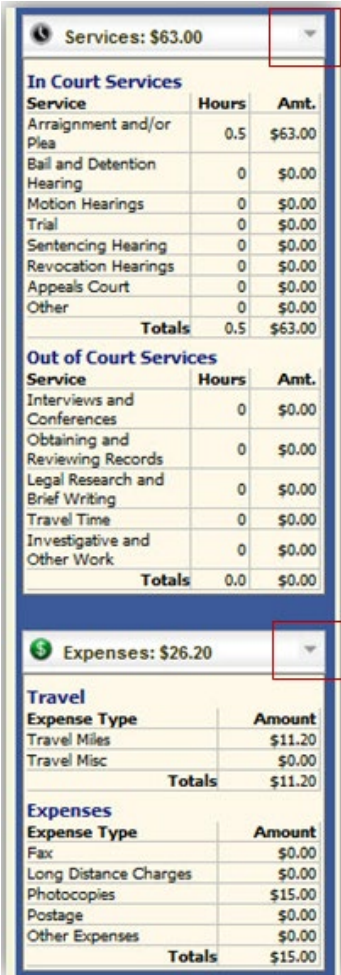 Services: $63.00
In Court Services
Service Hours Amt.
Arraignment and/or
Plea 0.5 $63.00
Bail and Detention
Hearing 0 $0.00
Motion Hearings 0 $0.00
Trial 0 $0.00
Sentencing Hearing 0 $0.00
Revocation Hearings 0 $0.00
Appeals Court 0 $0.00
Other 0 $0.00
Totals 0.5 $63.00
Out of Court Services
Service Hours Amt.
Interviews and
Conferences 0 $0.00
Obtaining and
Reviewing Records 0 $0.00
Legal Research and
Brief Writing 0 $0.00
Travel Time 0 $0.00
Investigative and
Other Work 0 $0.00
Totals 0.0 $0.00
$ Expenses: $26.20
Travel
Expense Type Amount
Travel Miles $11.20
Travel Misc $0.00
Totals $11.20
Expenses
Expense Type Amount
Fax $0.00
Long Distance Charges $0.00
Photocopies $15.00
Postage $0.00
Other Expenses $0.00
Totals $15.00